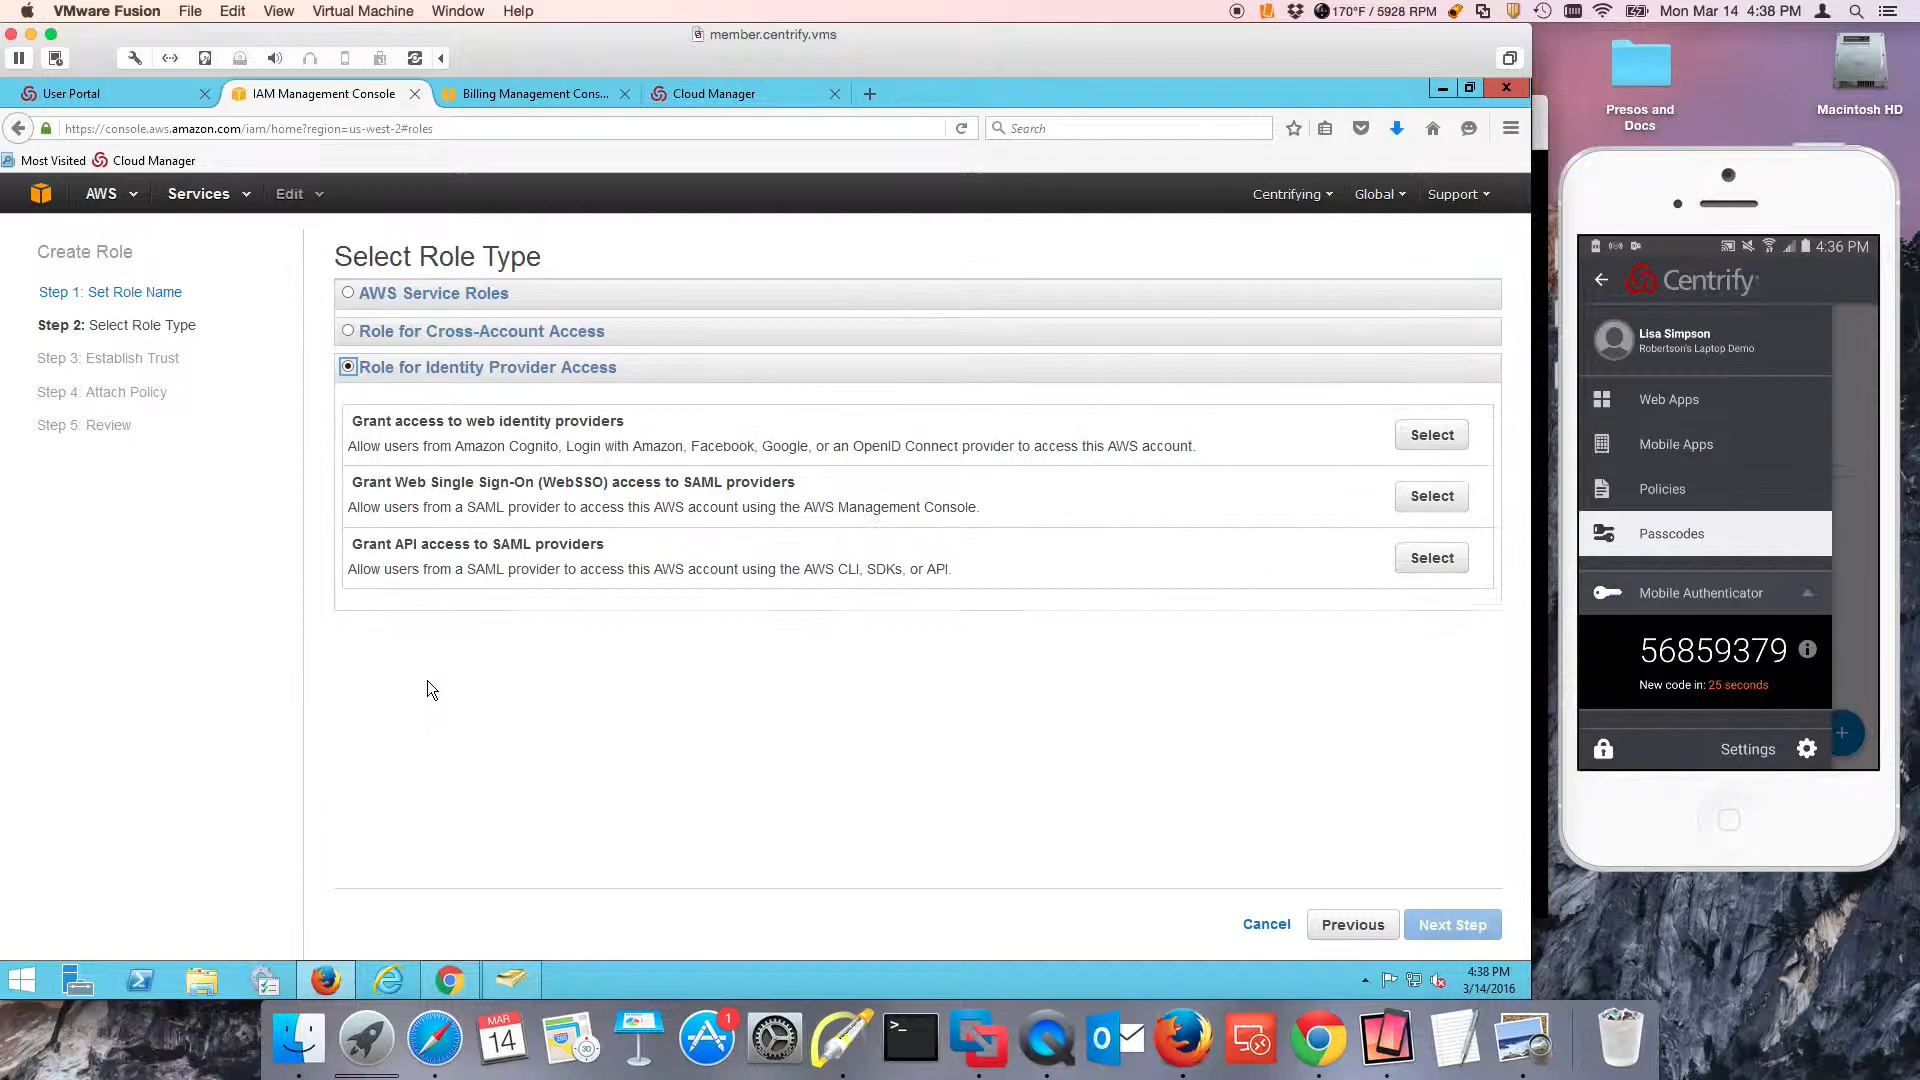 VMware Fusion File Edit View Virtual Machine Window Help
170°F / 5928 RPM Mon Mar 14 4:38 PM
member.centrify.vms
User Portal
IAM Management Console
Billing Management Cons...
Cloud Manager
https://console.aws.amazon.com/iam/home?region=us-west-2#roles
Search
Most Visited Cloud Manager
AWS Services Edit
Centrifying Global Support
Create Role
Step 1: Set Role Name
Step 2: Select Role Type
Step 3: Establish Trust
Step 4: Attach Policy
Step 5: Review
Select Role Type
AWS Service Roles
Role for Cross-Account Access
Role for Identity Provider Access
Grant access to web identity providers
Allow users from Amazon Cognito, Login with Amazon, Facebook, Google, or an OpenID Connect provider to access this AWS account.
Select
Grant Web Single Sign-On (WebSSO) access to SAML providers
Allow users from a SAML provider to access this AWS account using the AWS Management Console.
Select
Grant API access to SAML providers
Allow users from a SAML provider to access this AWS account using the AWS CLI, SDKs, or API.
Select
Cancel Previous Next Step
4:38 PM
3/14/2016
Presos and
Docs
Macintosh HD
4:36 PM
Centrify
Lisa Simpson
Robertson's Laptop Demo
Web Apps
Mobile Apps
Policies
Passcodes
Mobile Authenticator
56859379
New code in: 25 seconds
Settings
MAR
14
1